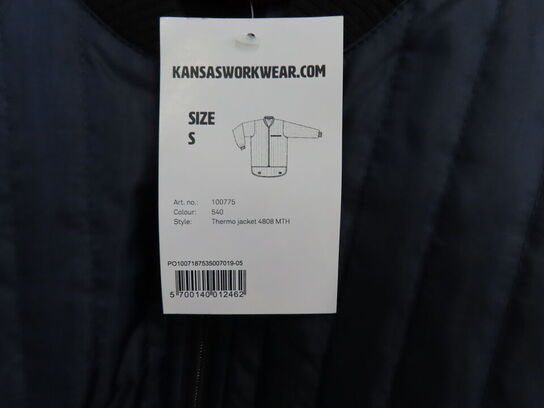 KANSASWORKWEAR.COM
SIZE
S
Art. no.: 100775
Colour: 540
Style: Thermo jacket 4808 MTH
PO1007187535007019-05
5 700140 012462